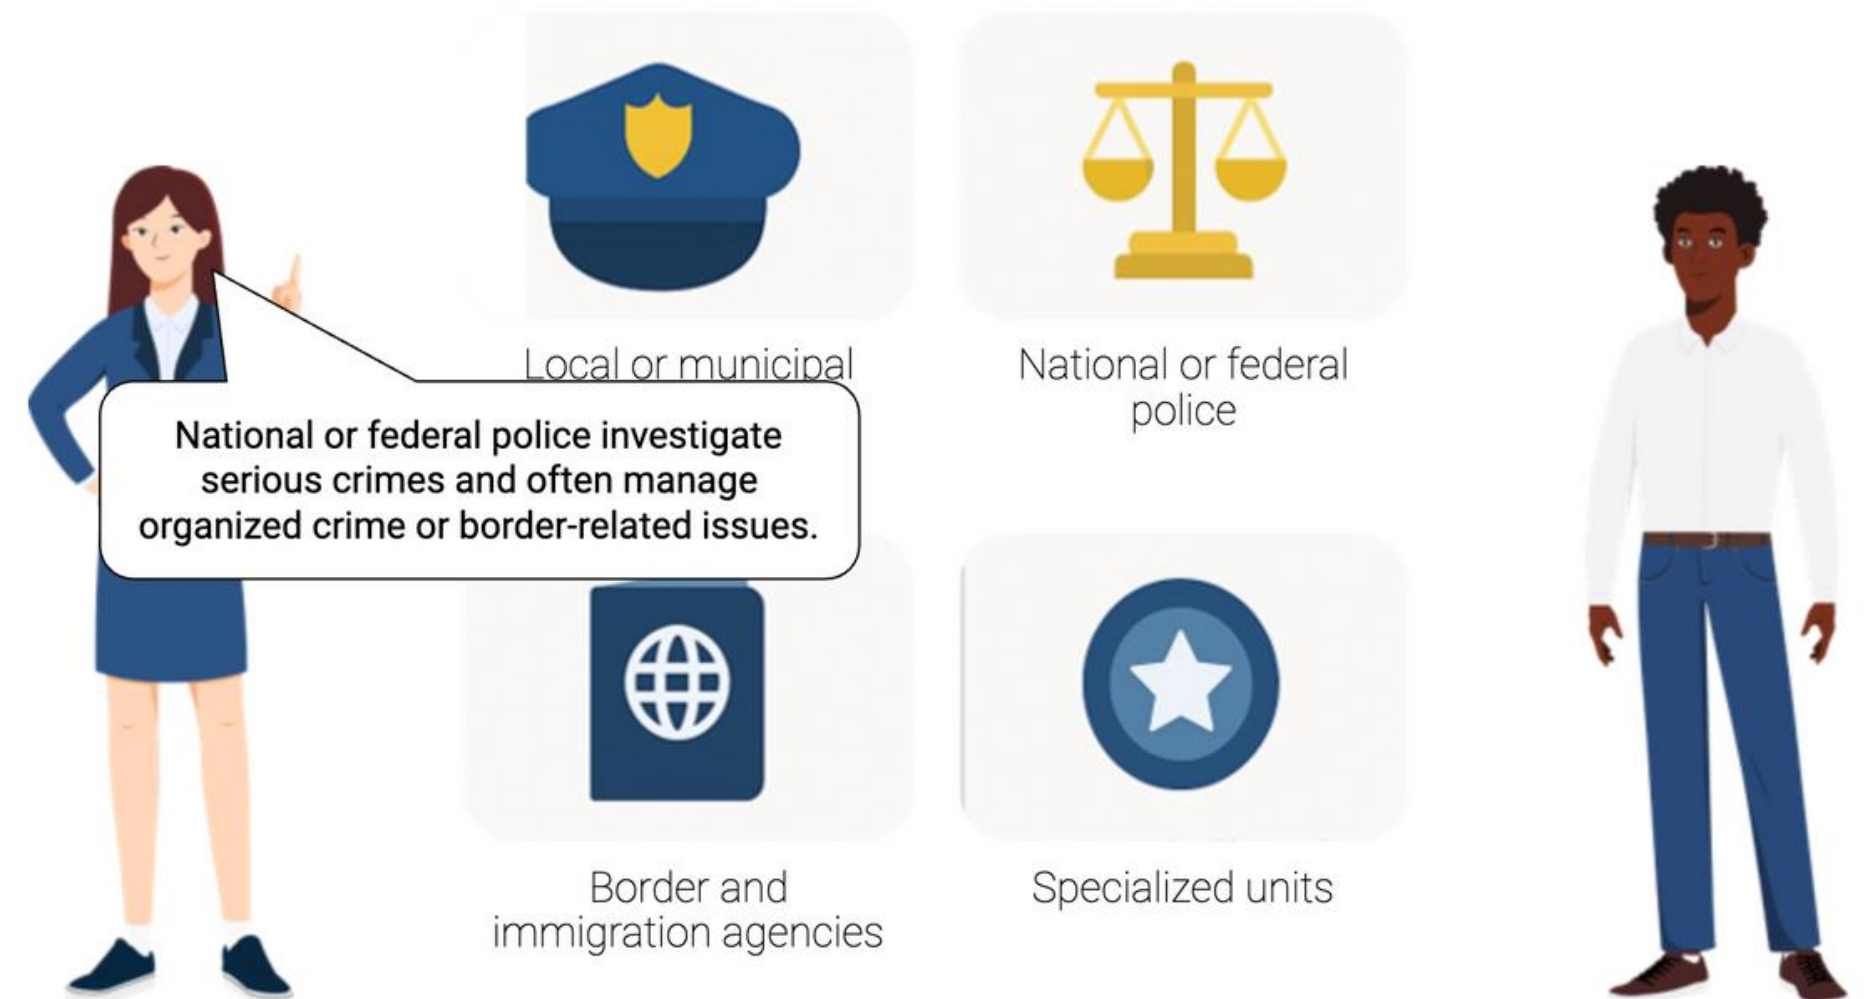 Local or municipal
National or federal
police
National or federal police investigate
serious crimes and often manage
organized crime or border-related issues.
Border and
immigration agencies
Specialized units